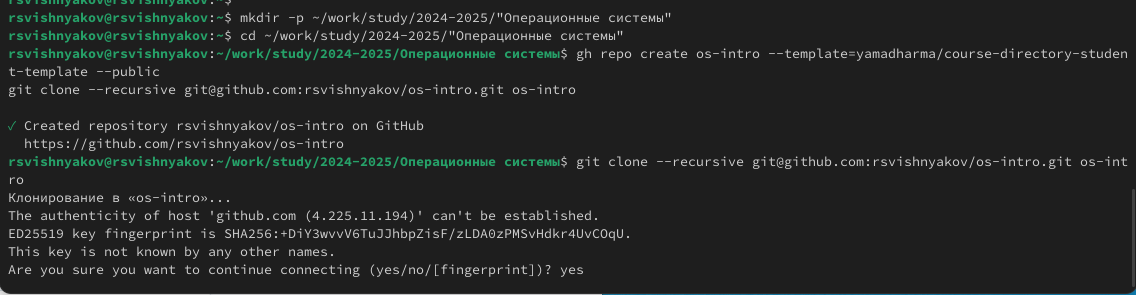 rsvishnyakov@rsvishnyakov:~$ mkdir -p ~/work/study/2024-2025/"Операционные системы"
rsvishnyakov@rsvishnyakov:~$ cd ~/work/study/2024-2025/"Операционные системы"
rsvishnyakov@rsvishnyakov:~/work/study/2024-2025/Операционные системы$ gh repo create os-intro --template=yamadharma/course-directory-studen
t-template --public
git clone --recursive git@github.com:rsvishnyakov/os-intro.git os-intro
✓ Created repository rsvishnyakov/os-intro on GitHub
https://github.com/rsvishnyakov/os-intro
rsvishnyakov@rsvishnyakov:~/work/study/2024-2025/Операционные системы$ git clone --recursive git@github.com:rsvishnyakov/os-intro.git os-int
ro
Клонирование в «os-intro»...
The authenticity of host 'github.com (4.225.11.194)' can't be established.
ED25519 key fingerprint is SHA256:+DiY3wvvV6TuJJhbpZisF/zLDA0zPMSvHdkr4UvCOqU.
This key is not known by any other names.
Are you sure you want to continue connecting (yes/no/[fingerprint])? yes